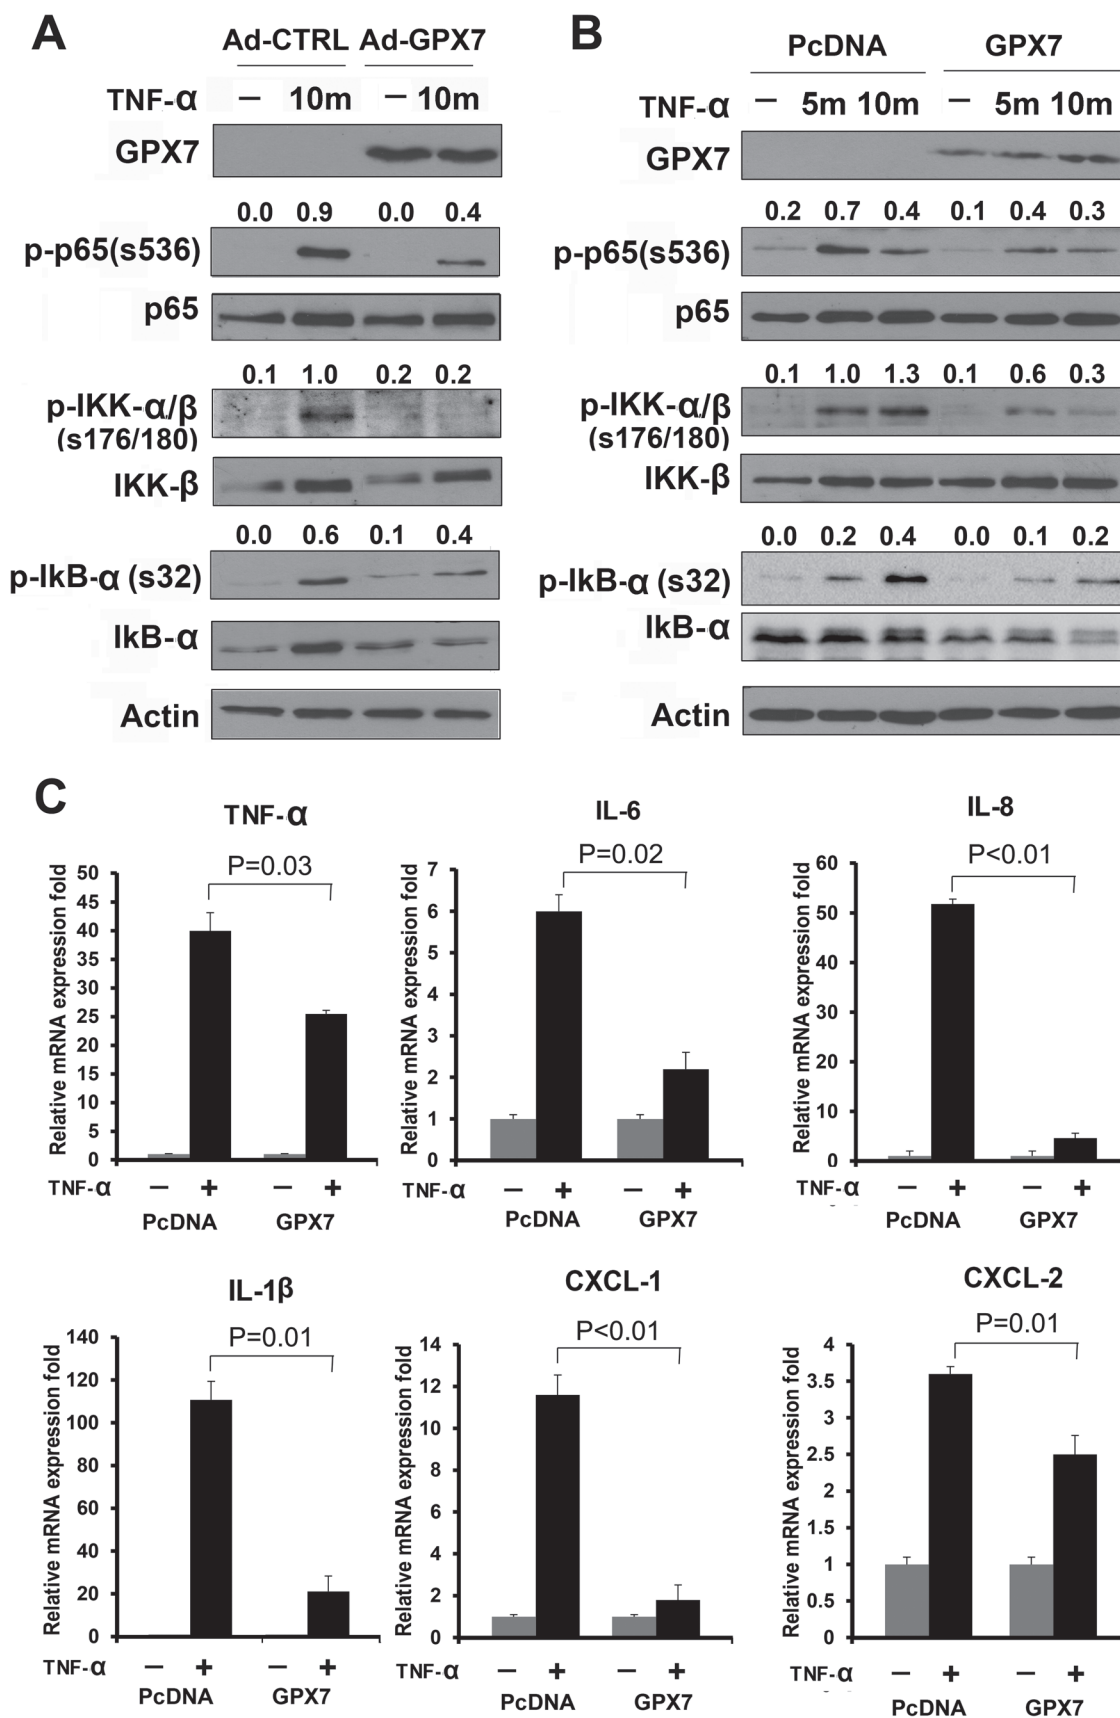 A
Ad-CTRL Ad-GPX7
TNF-α – 10m – 10m
GPX7
0.0 0.9 0.0 0.4
p-p65(s536)
p65
0.1 1.0 0.2 0.2
p-IKK-α/β
(s176/180)
IKK-β
0.0 0.6 0.1 0.4
p-IkB-α (s32)
IkB-α
Actin
B
PcDNA GPX7
TNF-α – 5m 10m – 5m 10m
GPX7
0.2 0.7 0.4 0.1 0.4 0.3
p-p65(s536)
p65
0.1 1.0 1.3 0.1 0.6 0.3
p-IKK-α/β
(s176/180)
IKK-β
0.0 0.2 0.4 0.0 0.1 0.2
p-IkB-α (s32)
IkB-α
Actin
C
TNF-α
P=0.03
Relative mRNA expression fold
50
45
40
35
30
25
20
15
10
5
0
TNF-α – + – +
PcDNA GPX7
IL-6
P=0.02
Relative mRNA expression fold
7
6
5
4
3
2
1
0
TNF-α – + – +
PcDNA GPX7
IL-8
P<0.01
Relative mRNA expression fold
60
50
40
30
20
10
0
TNF-α – + – +
PcDNA GPX7
IL-1β
P=0.01
Relative mRNA expression fold
140
120
100
80
60
40
20
0
TNF-α – + – +
PcDNA GPX7
CXCL-1
P<0.01
Relative mRNA expression fold
14
12
10
8
6
4
2
0
TNF-α – + – +
PcDNA GPX7
CXCL-2
P=0.01
Relative mRNA expression fold
4
3.5
3
2.5
2
1.5
1
0.5
0
TNF-α – + – +
PcDNA GPX7